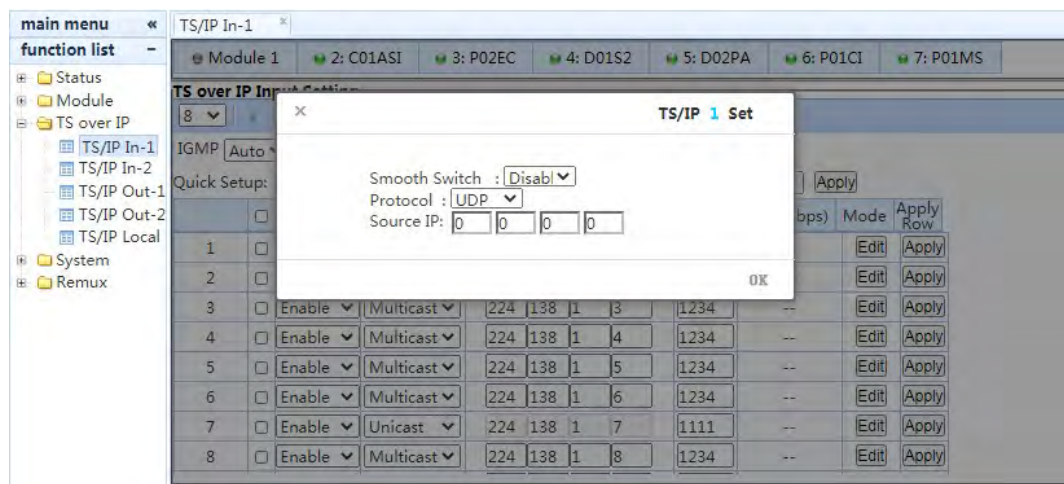 main menu «
TS/IP In-1 ×
function list −
Module 1 2: C01ASI 3: P02EC 4: D01S2 5: D02PA 6: P01CI 7: P01MS
Status
Module
TS over IP
TS/IP In-1
TS/IP In-2
TS/IP Out-1
TS/IP Out-2
TS/IP Local
System
Remux
TS over IP Input Setting
8
IGMP Auto
Quick Setup: Apply
bps) Mode Apply Row
× TS/IP 1 Set
Smooth Switch : Disabl
Protocol : UDP
Source IP: 0 0 0 0
OK
1 Edit Apply
2 Edit Apply
3 Enable Multicast 224 138 1 3 1234 -- Edit Apply
4 Enable Multicast 224 138 1 4 1234 -- Edit Apply
5 Enable Multicast 224 138 1 5 1234 -- Edit Apply
6 Enable Multicast 224 138 1 6 1234 -- Edit Apply
7 Enable Unicast 224 138 1 7 1111 -- Edit Apply
8 Enable Multicast 224 138 1 8 1234 -- Edit Apply